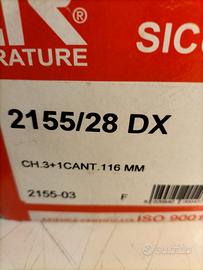 SIC
RATURE
2155/28 DX
CH.3+1CANT.116 MM
2155-03 F
ISO 9001